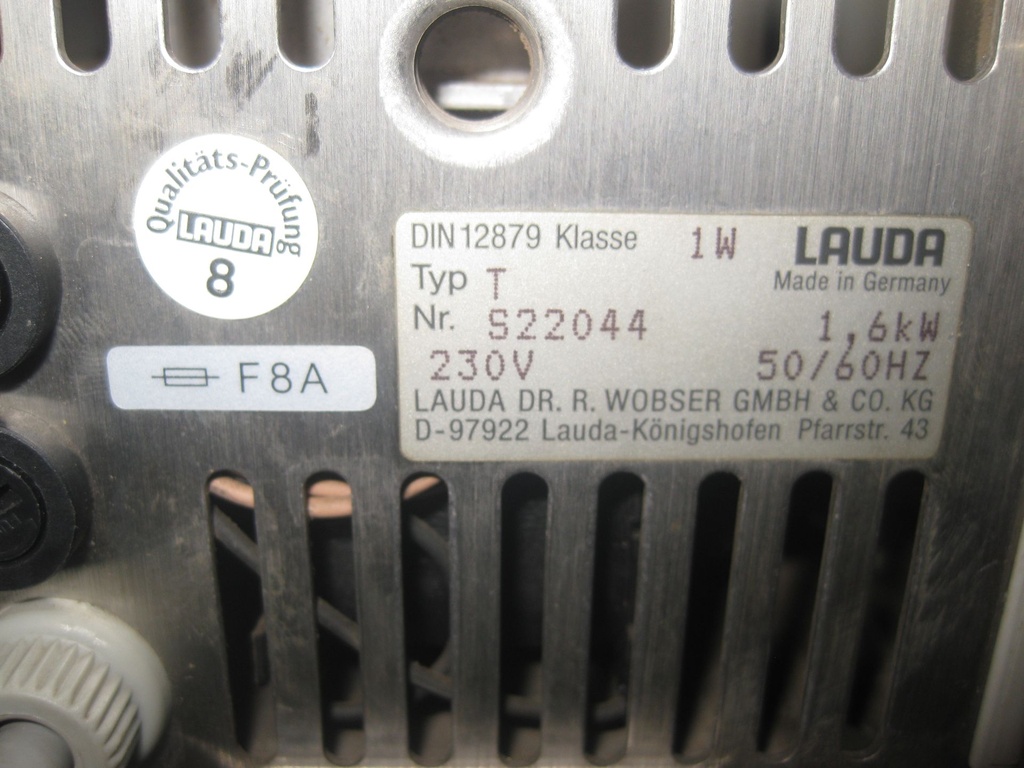 Qualitäts-Prüfung
LAUDA
8
F 8 A
DIN 12879 Klasse 1W LAUDA
Made in Germany
Typ T
Nr. S22044 1,6kW
230V 50/60HZ
LAUDA DR. R. WOBSER GMBH & CO. KG
D-97922 Lauda-Königshofen Pfarrstr. 43